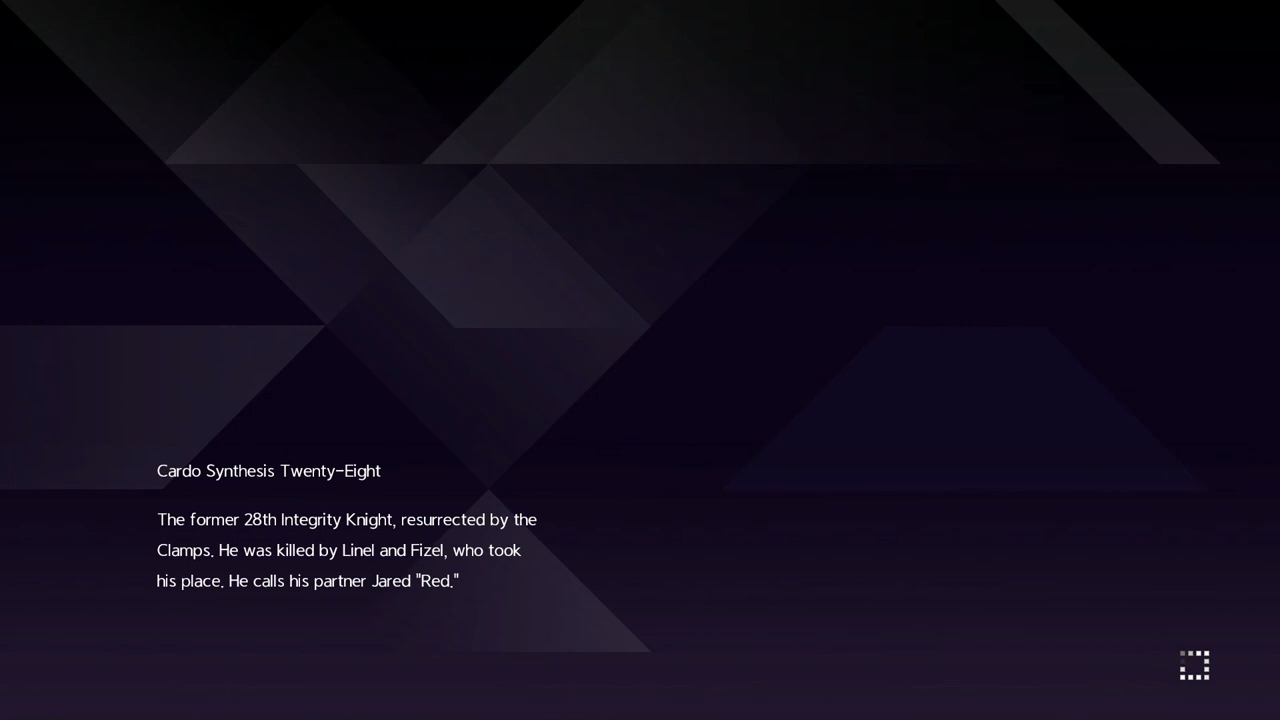 Cardo Synthesis Twenty-Eight
The former 28th Integrity Knight, resurrected by the
Clamps. He was killed by Linel and Fizel, who took
his place. He calls his partner Jared "Red."